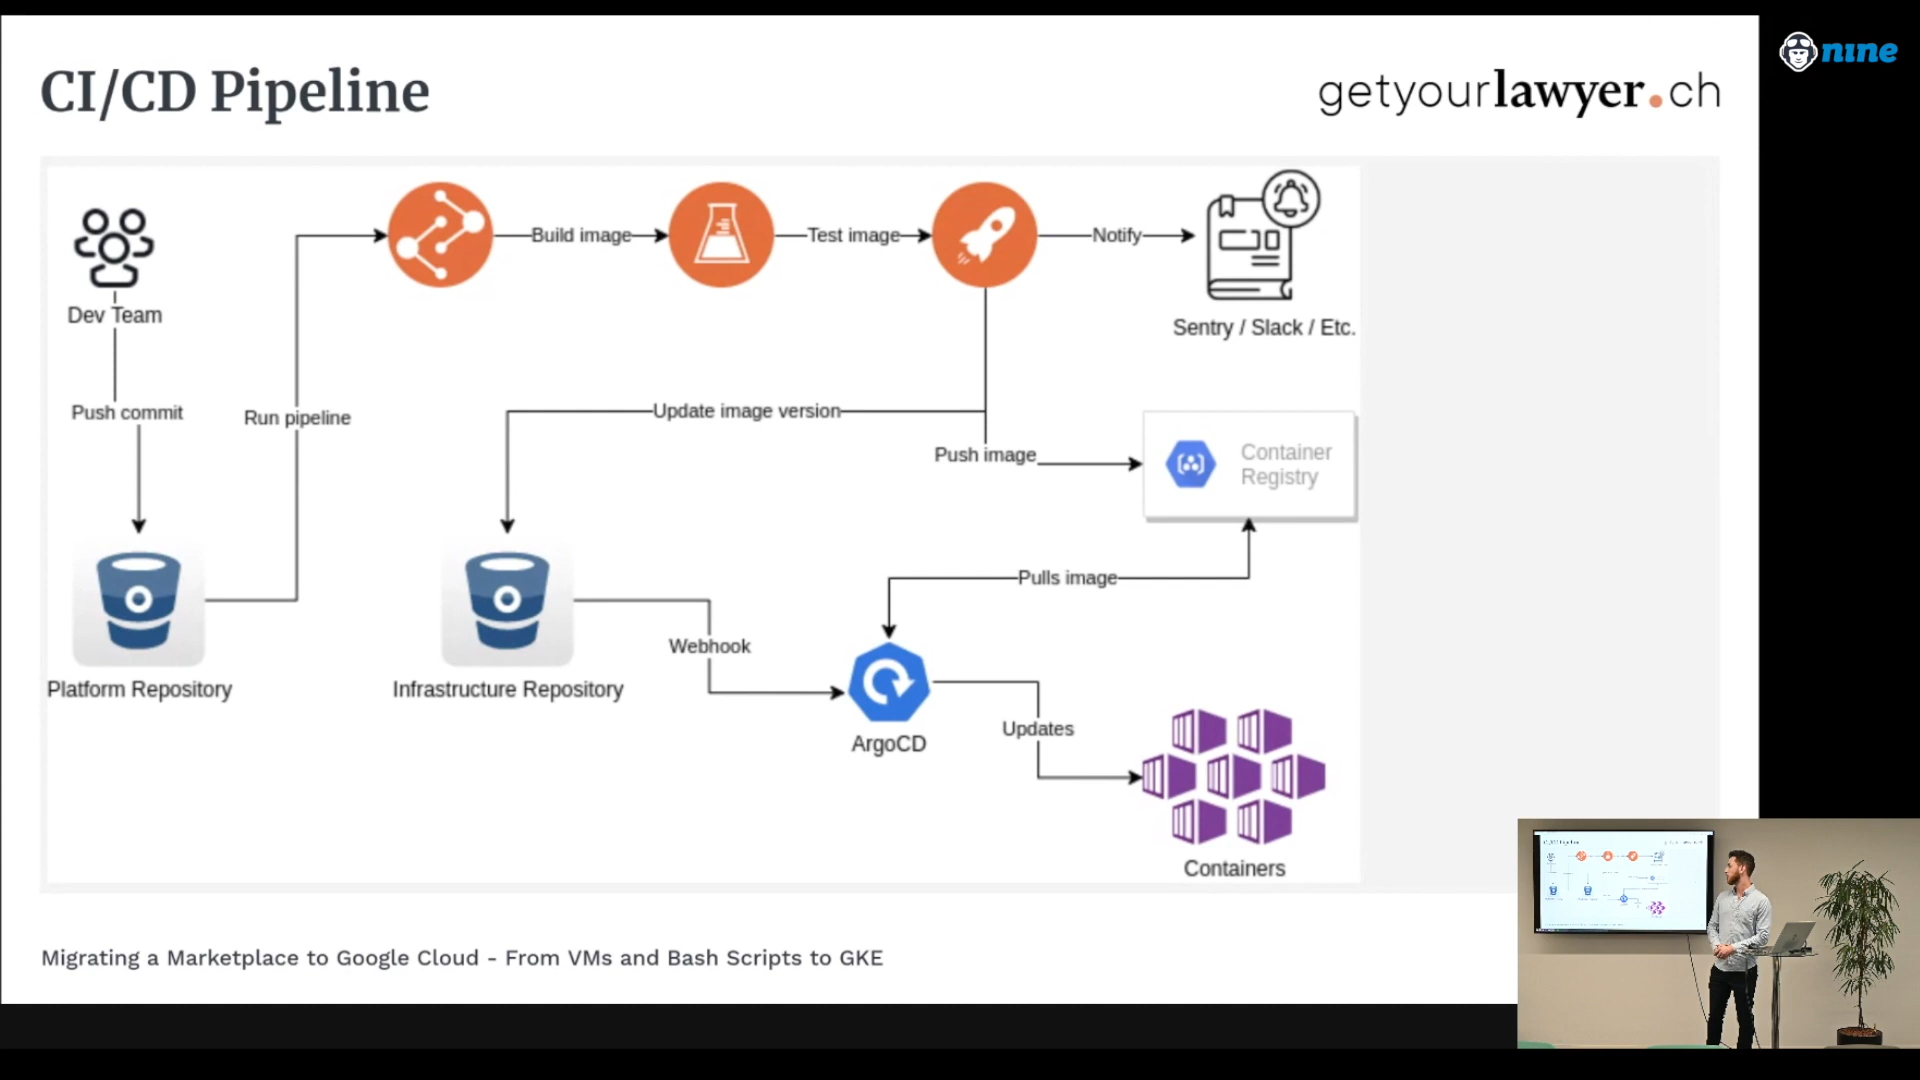 CI/CD Pipeline
getyourlawyer.ch
nine
Build image
Test image
Notify
Dev Team
Sentry / Slack / Etc.
Push commit
Run pipeline
Update image version
Push image
Container
Registry
Pulls image
Webhook
Platform Repository
Infrastructure Repository
ArgoCD
Updates
Containers
Migrating a Marketplace to Google Cloud - From VMs and Bash Scripts to GKE